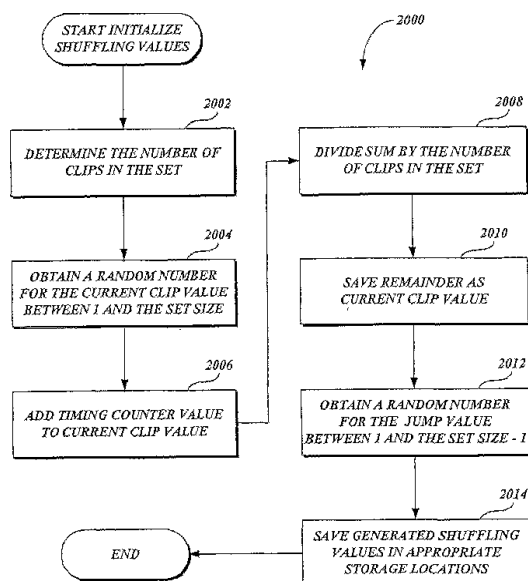 START INITIALIZE
SHUFFLING VALUES
2000
2002
DETERMINE THE NUMBER OF
CLIPS IN THE SET
2004
OBTAIN A RANDOM NUMBER
FOR THE CURRENT CLIP VALUE
BETWEEN 1 AND THE SET SIZE
2006
ADD TIMING COUNTER VALUE
TO CURRENT CLIP VALUE
2008
DIVIDE SUM BY THE NUMBER
OF CLIPS IN THE SET
2010
SAVE REMAINDER AS
CURRENT CLIP VALUE
2012
OBTAIN A RANDOM NUMBER
FOR THE JUMP VALUE
BETWEEN 1 AND THE SET SIZE - 1
2014
SAVE GENERATED SHUFFLING
VALUES IN APPROPRIATE
STORAGE LOCATIONS
END